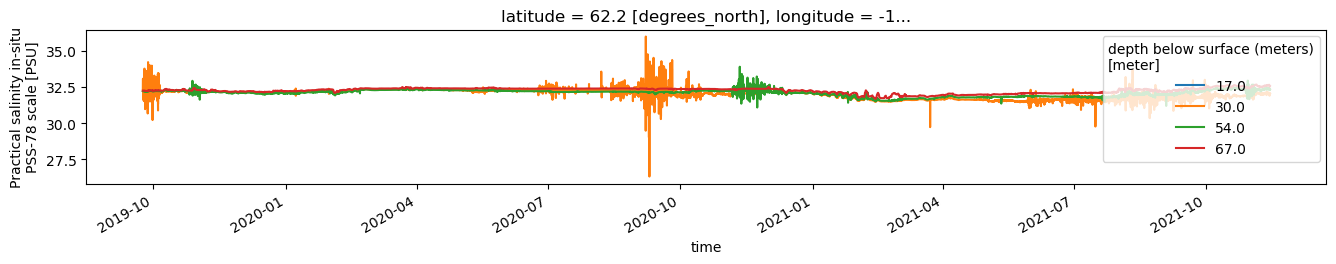 latitude = 62.2 [degrees_north], longitude = -1...
Practical salinity in-situ
PSS-78 scale [PSU]
35.0
32.5
30.0
27.5
depth below surface (meters)
[meter]
17.0
30.0
54.0
67.0
2019-10
2020-01
2020-04
2020-07
2020-10
2021-01
2021-04
2021-07
2021-10
time